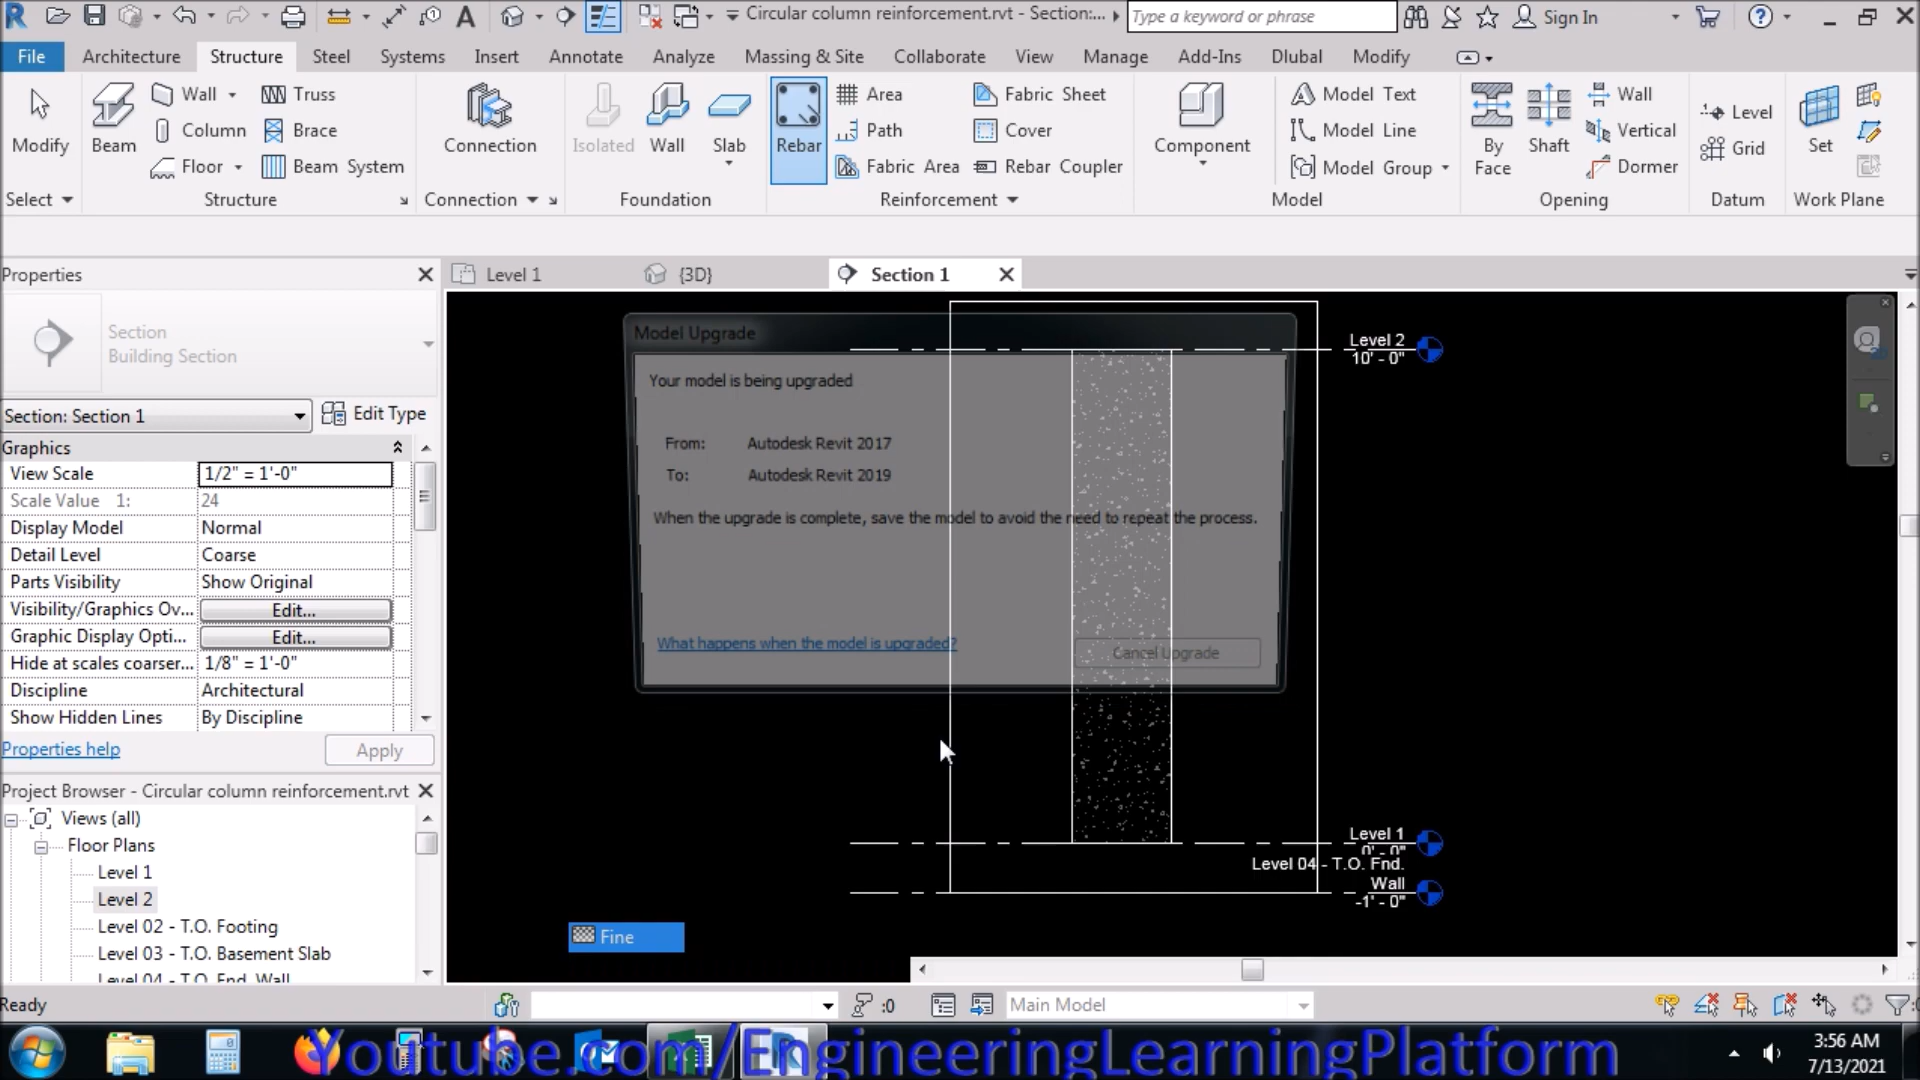 Circular column reinforcement.rvt - Section:...
Type a keyword or phrase
Sign In
File Architecture Structure Steel Systems Insert Annotate Analyze Massing & Site Collaborate View Manage Add-Ins Dlubal Modify
Modify
Select
Beam
Wall
Column
Floor
Truss
Brace
Beam System
Structure
Connection
Connection
Isolated
Wall
Slab
Foundation
Rebar
Area
Path
Fabric Area
Fabric Sheet
Cover
Rebar Coupler
Reinforcement
Component
Model Text
Model Line
Model Group
Model
By
Face
Shaft
Wall
Vertical
Dormer
Opening
Level
Grid
Datum
Set
Work Plane
Properties
Section
Building Section
Section: Section 1
Edit Type
Graphics
View Scale 1/2" = 1'-0"
Scale Value 1: 24
Display Model Normal
Detail Level Coarse
Parts Visibility Show Original
Visibility/Graphics Ov... Edit...
Graphic Display Opti... Edit...
Hide at scales coarser... 1/8" = 1'-0"
Discipline Architectural
Show Hidden Lines By Discipline
Properties help
Apply
Project Browser - Circular column reinforcement.rvt
Views (all)
Floor Plans
Level 1
Level 2
Level 02 - T.O. Footing
Level 03 - T.O. Basement Slab
Level 04 - T.O. Fnd. Wall
Level 1
{3D}
Section 1
Model Upgrade
Your model is being upgraded
From: Autodesk Revit 2017
To: Autodesk Revit 2019
When the upgrade is complete, save the model to avoid the need to repeat the process.
What happens when the model is upgraded?
Cancel Upgrade
Level 2
10' - 0"
Level 1
0' - 0"
Level 04 - T.O. Fnd.
Wall
-1' - 0"
Fine
Ready
:0
Main Model
Youtube.com/EngineeringLearningPlatform
3:56 AM
7/13/2021